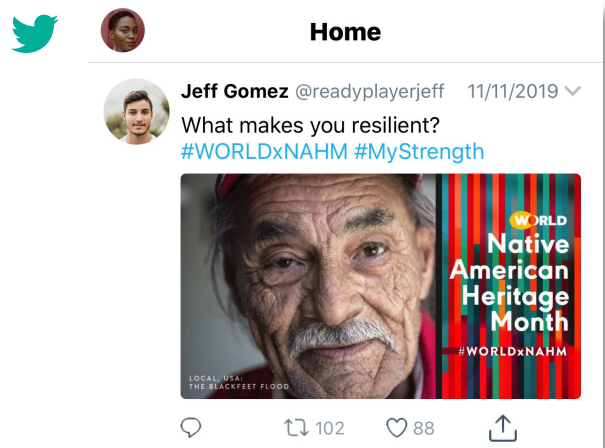 Home
Jeff Gomez @readyplayerjeff 11/11/2019
What makes you resilient?
#WORLDxNAHM #MyStrength
WORLD
Native
American
Heritage
Month
#WORLDxNAHM
LOCAL, USA:
THE BLACKFEET FLOOD
102 88